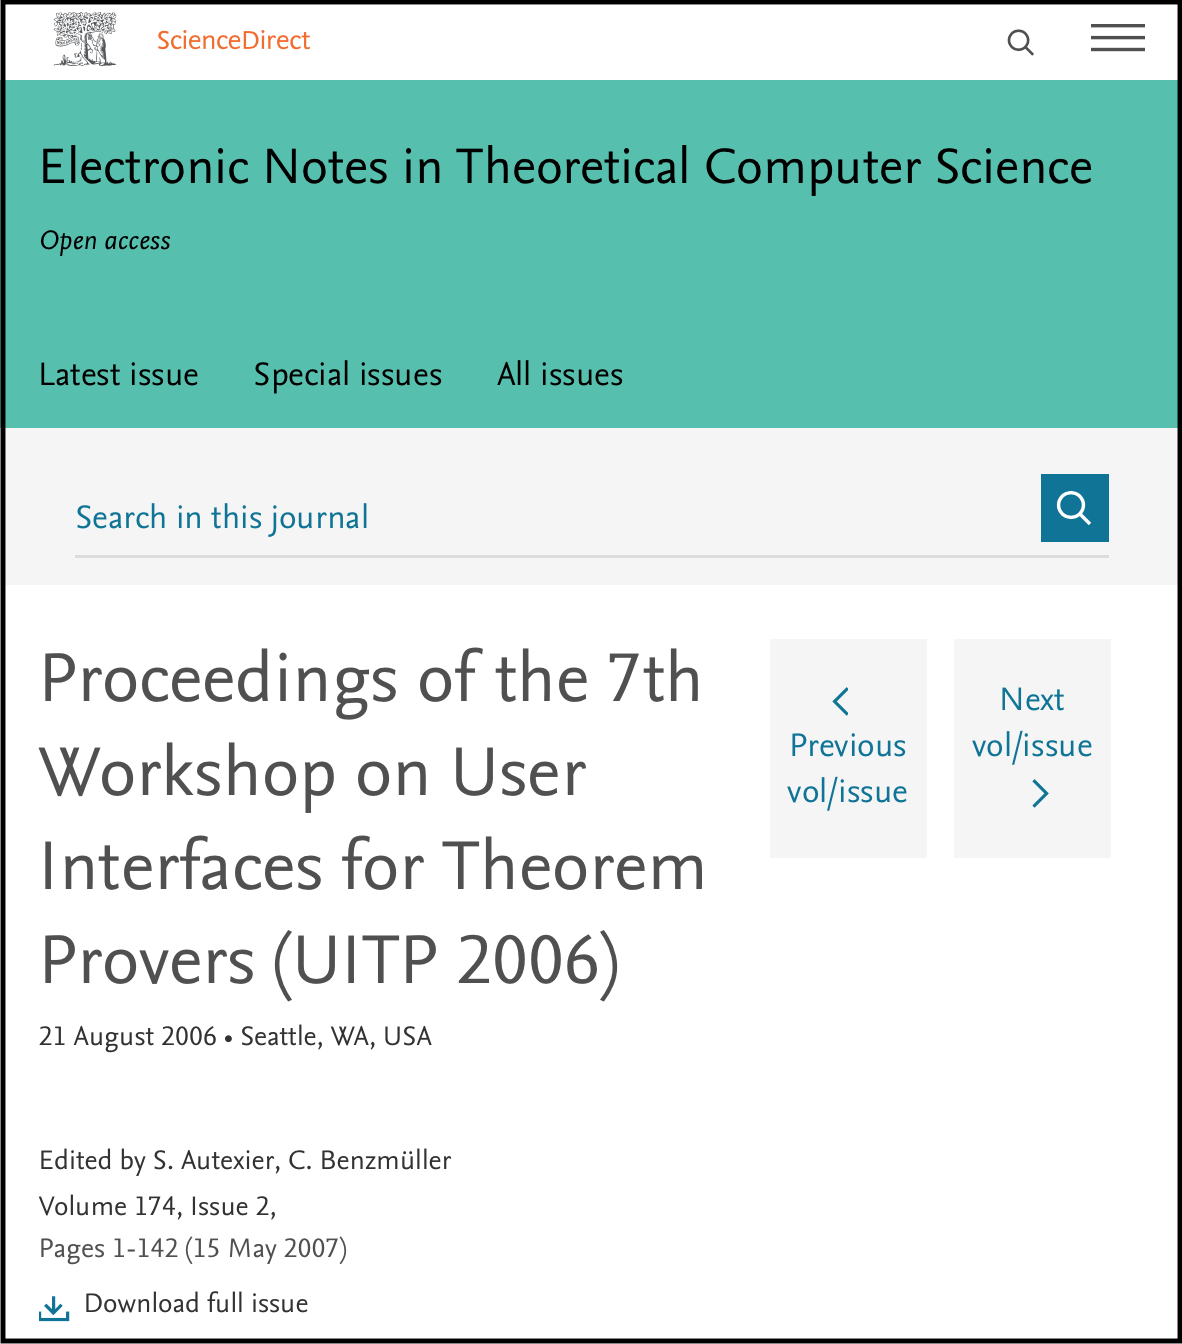 ScienceDirect
Electronic Notes in Theoretical Computer Science
Open access
Latest issue Special issues All issues
Search in this journal
Proceedings of the 7th
Workshop on User
Interfaces for Theorem
Provers (UITP 2006)
Previous
vol/issue
Next
vol/issue
21 August 2006 • Seattle, WA, USA
Edited by S. Autexier, C. Benzmüller
Volume 174, Issue 2,
Pages 1-142 (15 May 2007)
Download full issue